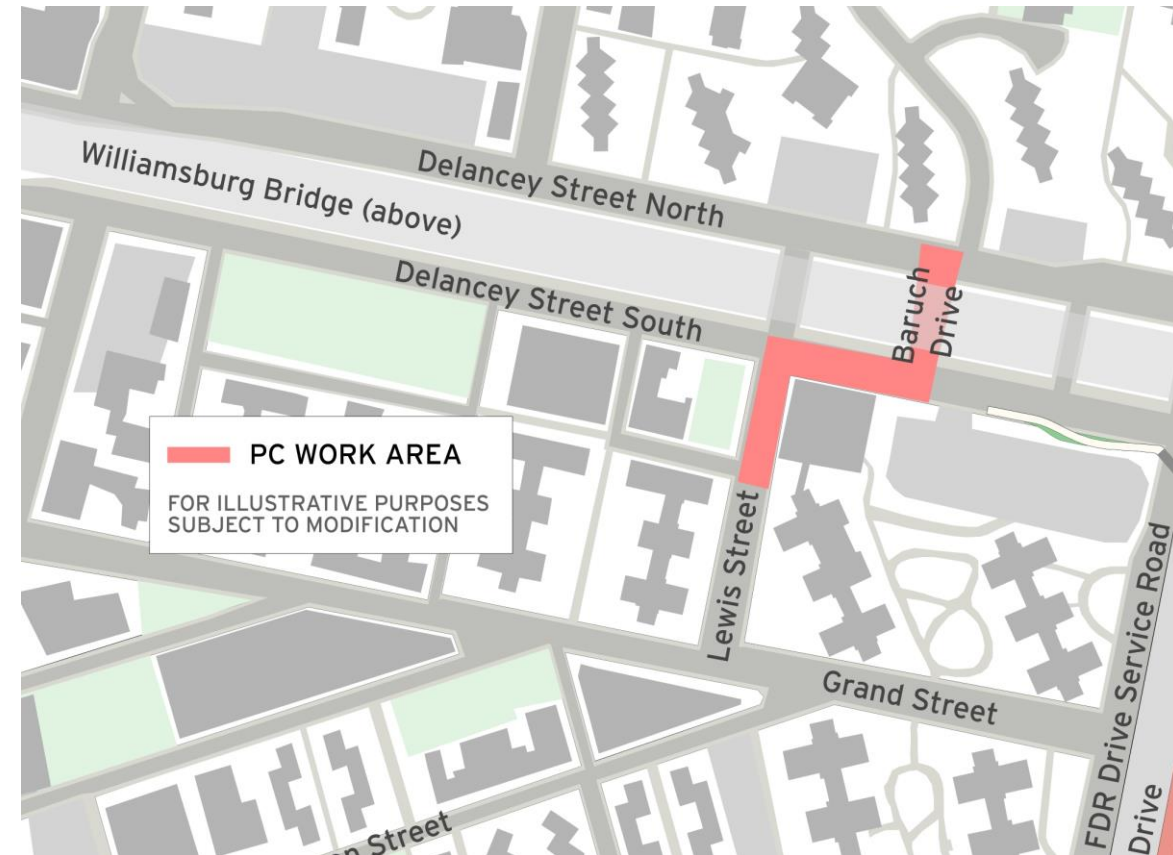 Williamsburg Bridge (above)
Delancey Street North
Delancey Street South
Baruch
Drive
PC WORK AREA
FOR ILLUSTRATIVE PURPOSES
SUBJECT TO MODIFICATION
Lewis Street
Grand Street
FDR Drive Service Road
Drive
Street